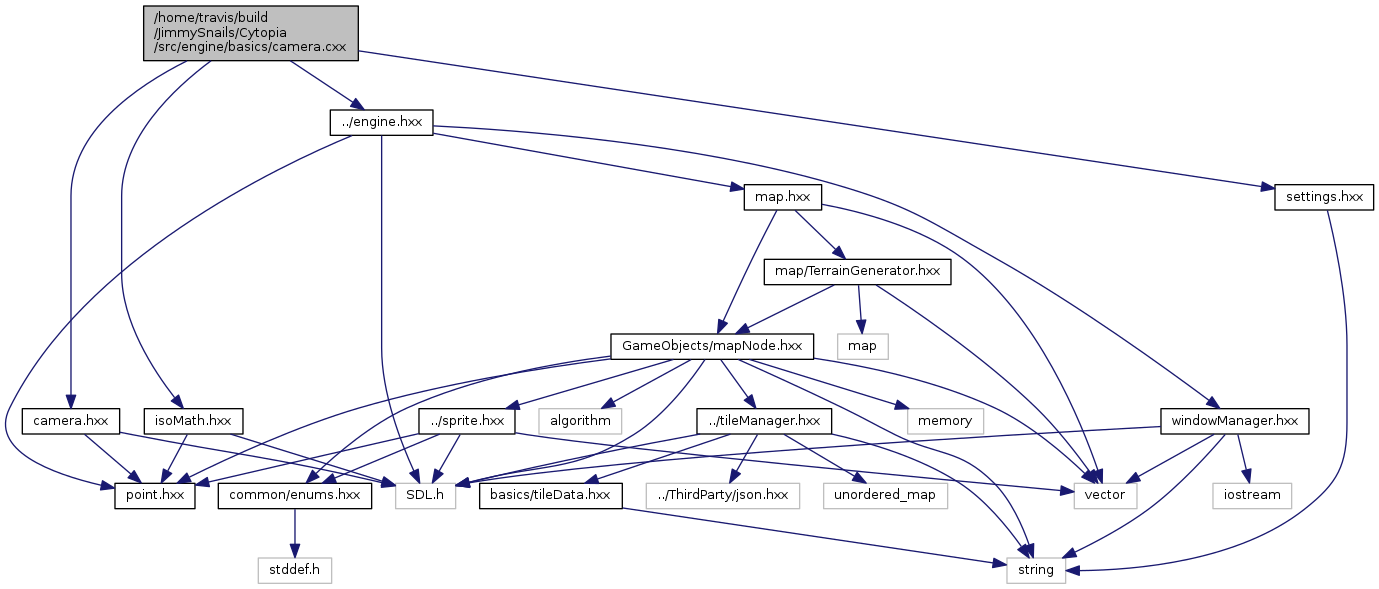 /home/travis/build
/JimmySnails/Cytopia
/src/engine/basics/camera.cxx
../engine.hxx
map.hxx
settings.hxx
map/TerrainGenerator.hxx
GameObjects/mapNode.hxx
map
camera.hxx
isoMath.hxx
../sprite.hxx
algorithm
../tileManager.hxx
memory
windowManager.hxx
point.hxx
common/enums.hxx
SDL.h
basics/tileData.hxx
../ThirdParty/json.hxx
unordered_map
vector
iostream
stddef.h
string